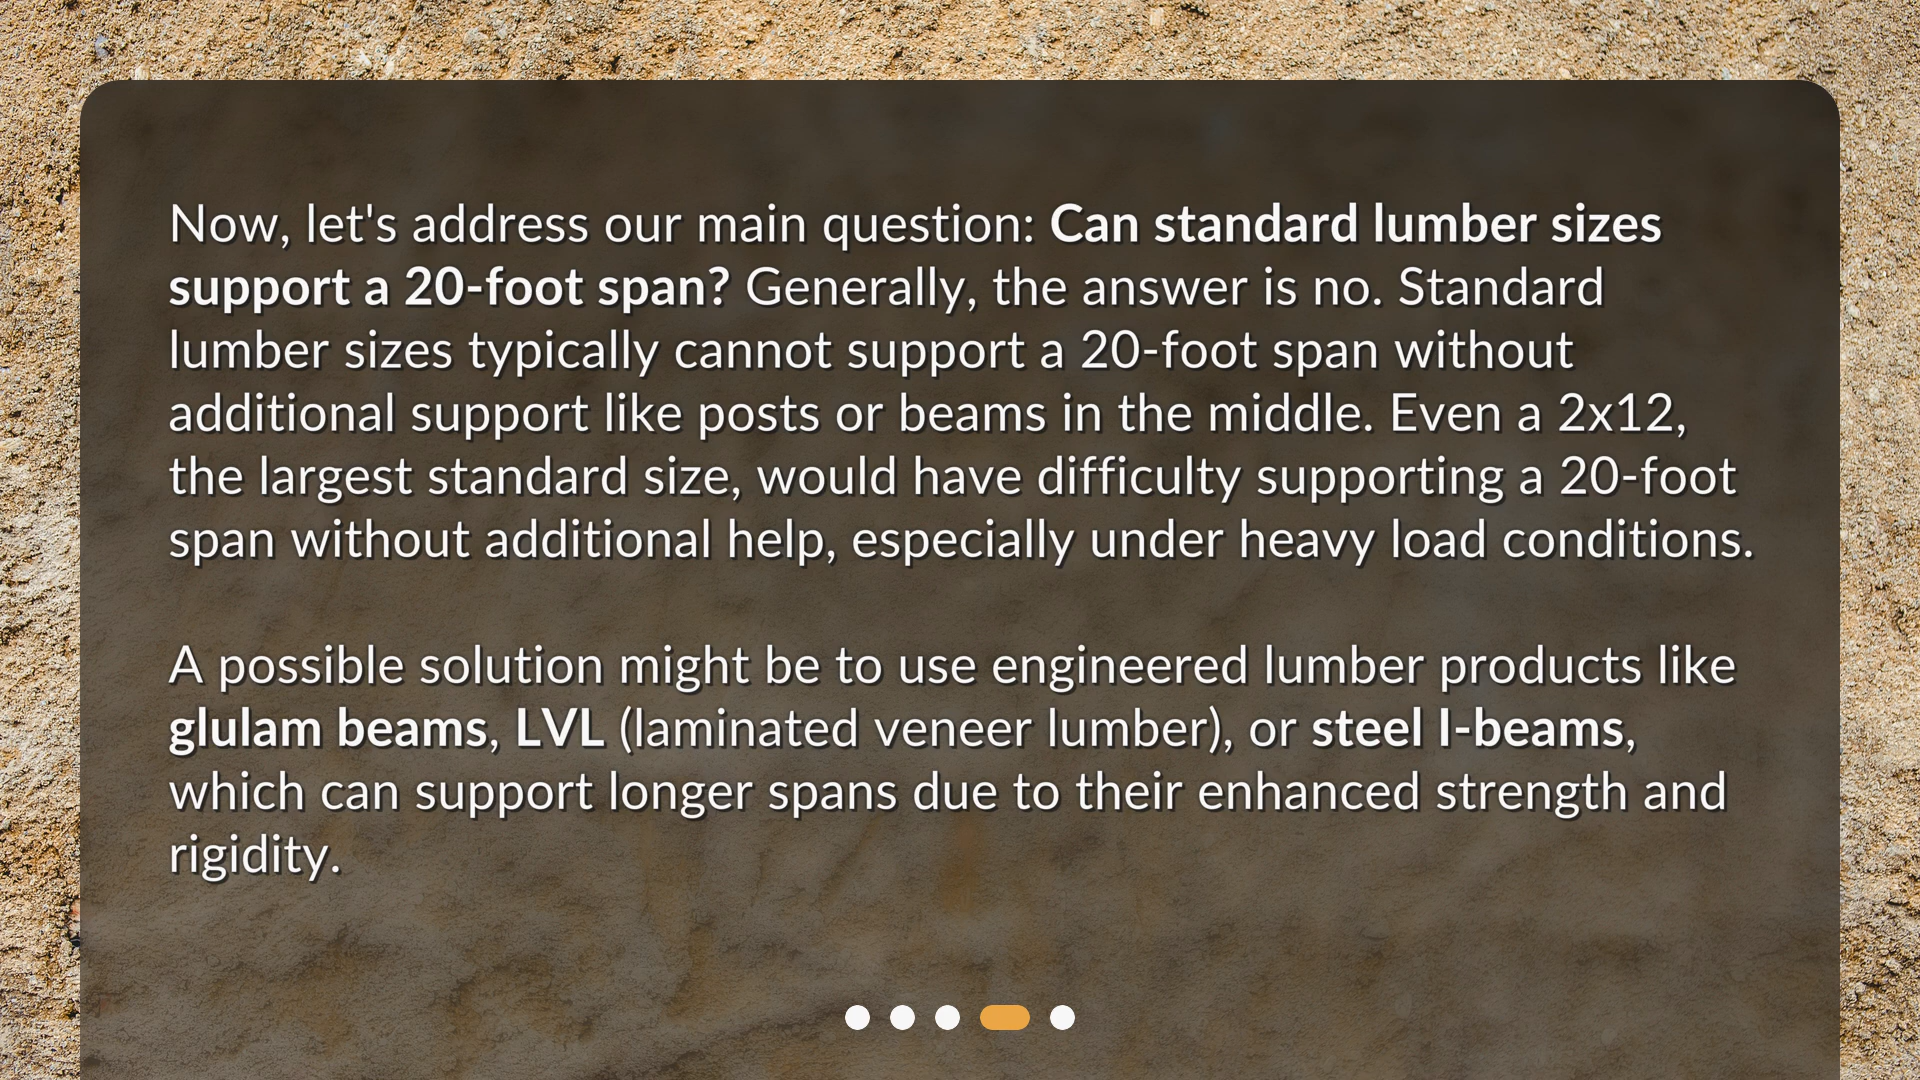 Now, let's address our main question: Can standard lumber sizes
support a 20-foot span? Generally, the answer is no. Standard
lumber sizes typically cannot support a 20-foot span without
additional support like posts or beams in the middle. Even a 2x12,
the largest standard size, would have difficulty supporting a 20-foot
span without additional help, especially under heavy load conditions.
A possible solution might be to use engineered lumber products like
glulam beams, LVL (laminated veneer lumber), or steel I-beams,
which can support longer spans due to their enhanced strength and
rigidity.